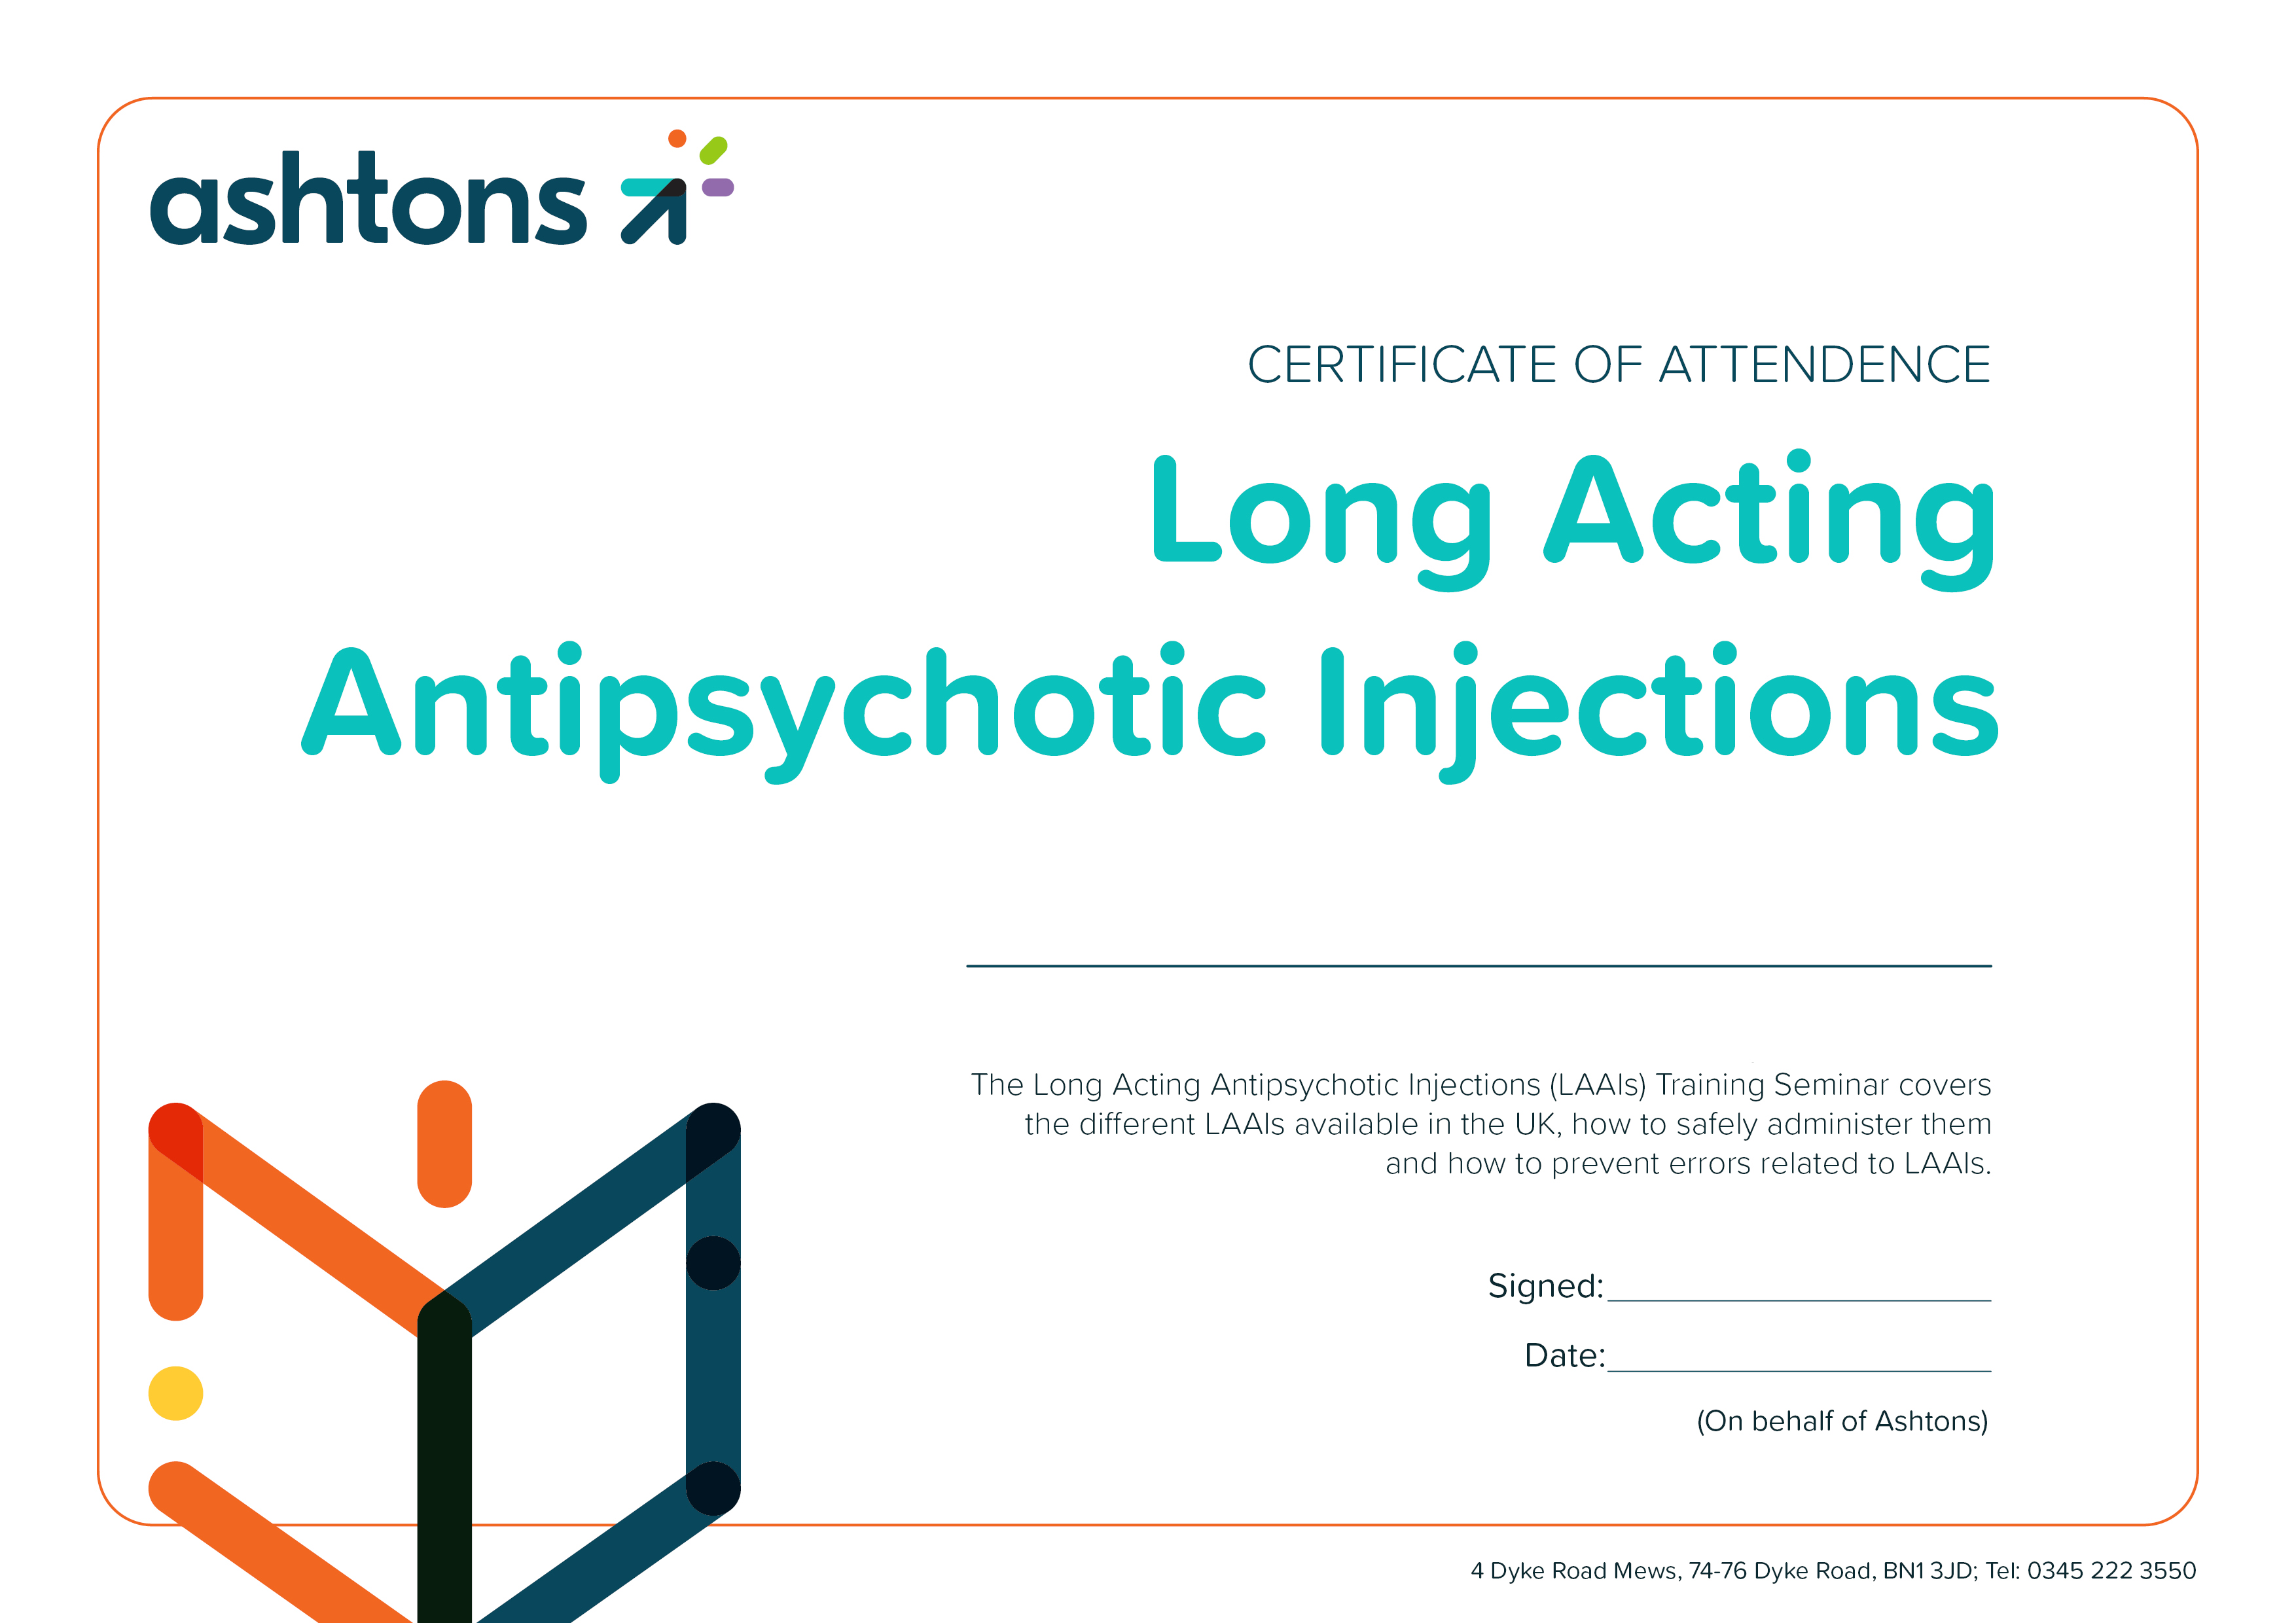 ashtons
CERTIFICATE OF ATTENDENCE
Long Acting
Antipsychotic Injections
The Long Acting Antipsychotic Injections (LAAIs) Training Seminar covers
the different LAAIs available in the UK, how to safely administer them
and how to prevent errors related to LAAIs.
Signed:
Date:
(On behalf of Ashtons)
4 Dyke Road Mews, 74-76 Dyke Road, BN1 3JD; Tel: 0345 222 3550